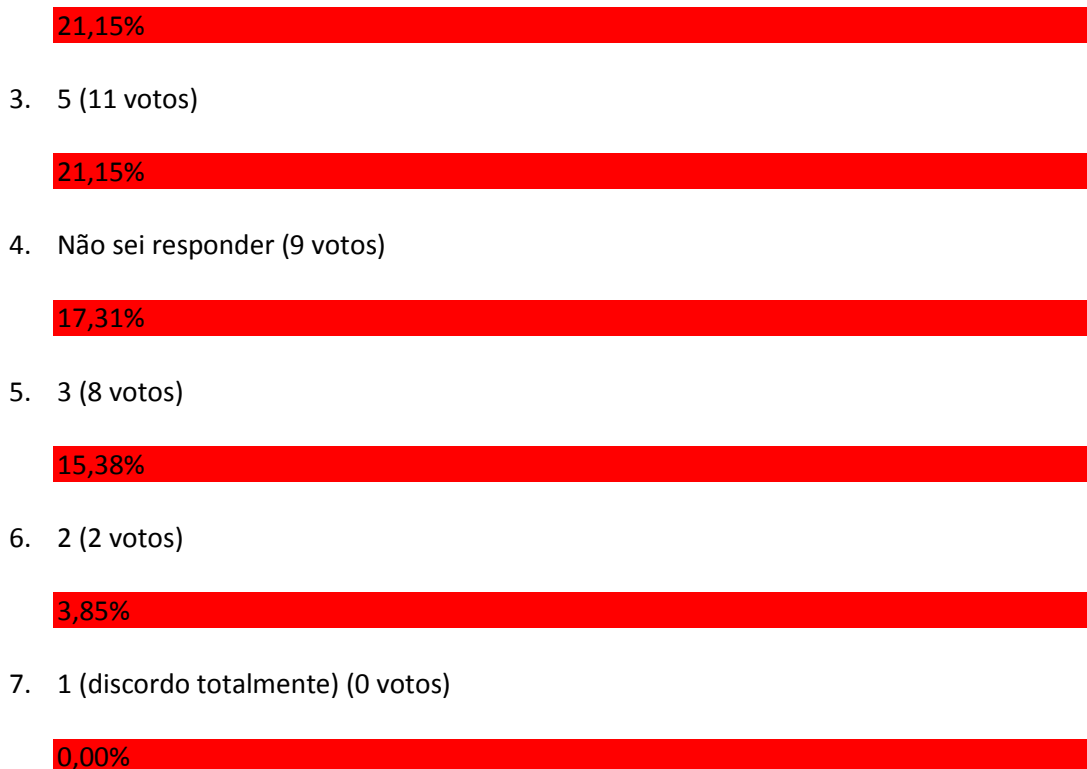 21,15%
3. 5 (11 votos)
21,15%
4. Não sei responder (9 votos)
17,31%
5. 3 (8 votos)
15,38%
6. 2 (2 votos)
3,85%
7. 1 (discordo totalmente) (0 votos)
0,00%